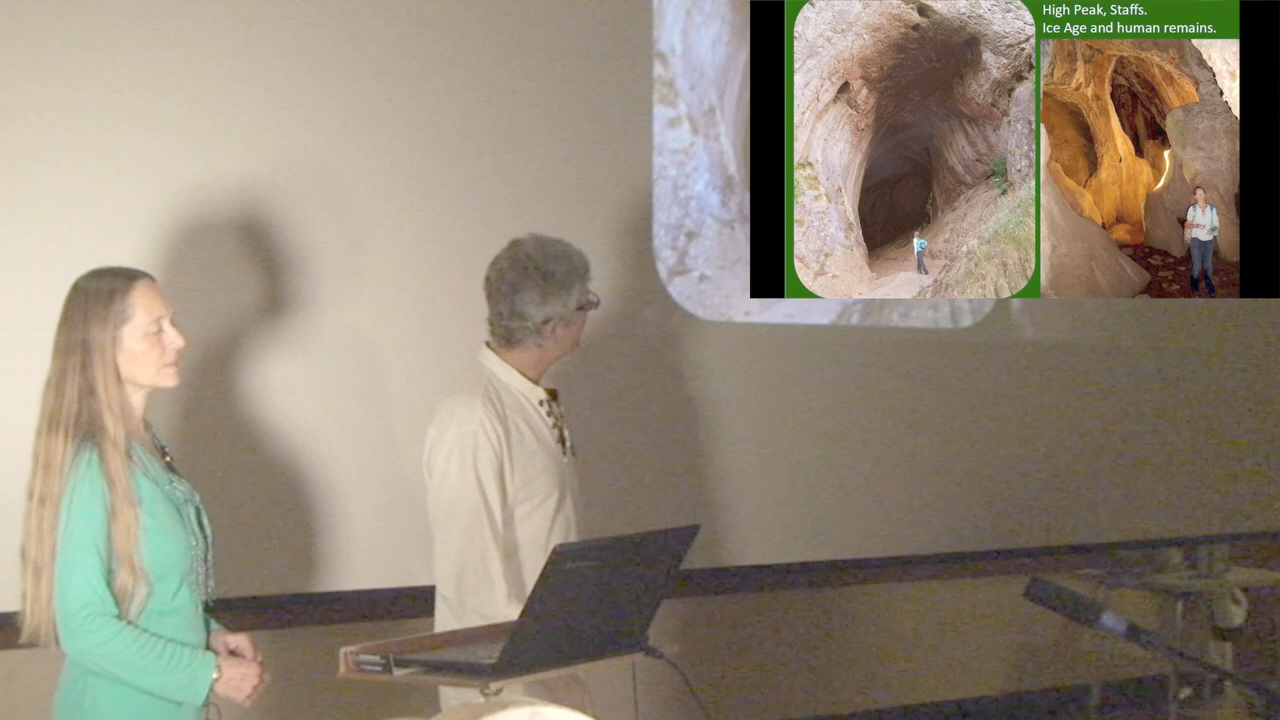 High Peak, Staffs.
Ice Age and human remains.